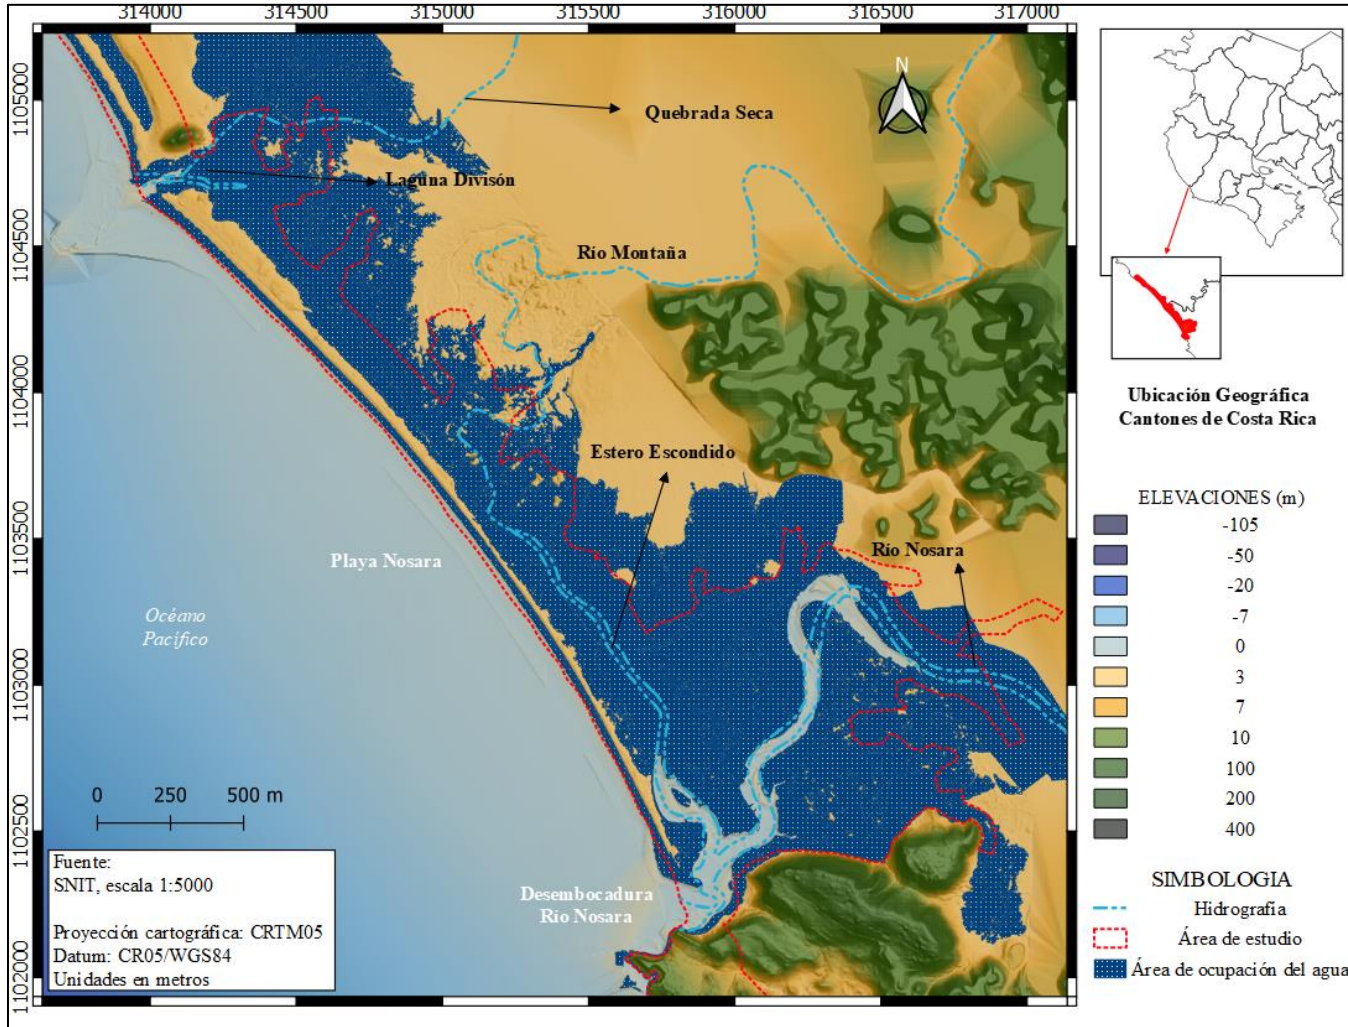 314000 314500 315000 315500 316000 316500 317000
1105000
1104500
1104000
1103500
1103000
1102500
1102000
N
Quebrada Seca
Laguna Divisón
Río Montaña
Estero Escondido
Río Nosara
Playa Nosara
Océano
Pacífico
0 250 500 m
Desembocadura
Río Nosara
Fuente:
SNIT, escala 1:5000
Proyección cartográfica: CRTM05
Datum: CR05/WGS84
Unidades en metros
Ubicación Geográfica
Cantones de Costa Rica
ELEVACIONES (m)
-105
-50
-20
-7
0
3
7
10
100
200
400
SIMBOLOGIA
Hidrografía
Área de estudio
Área de ocupación del agua